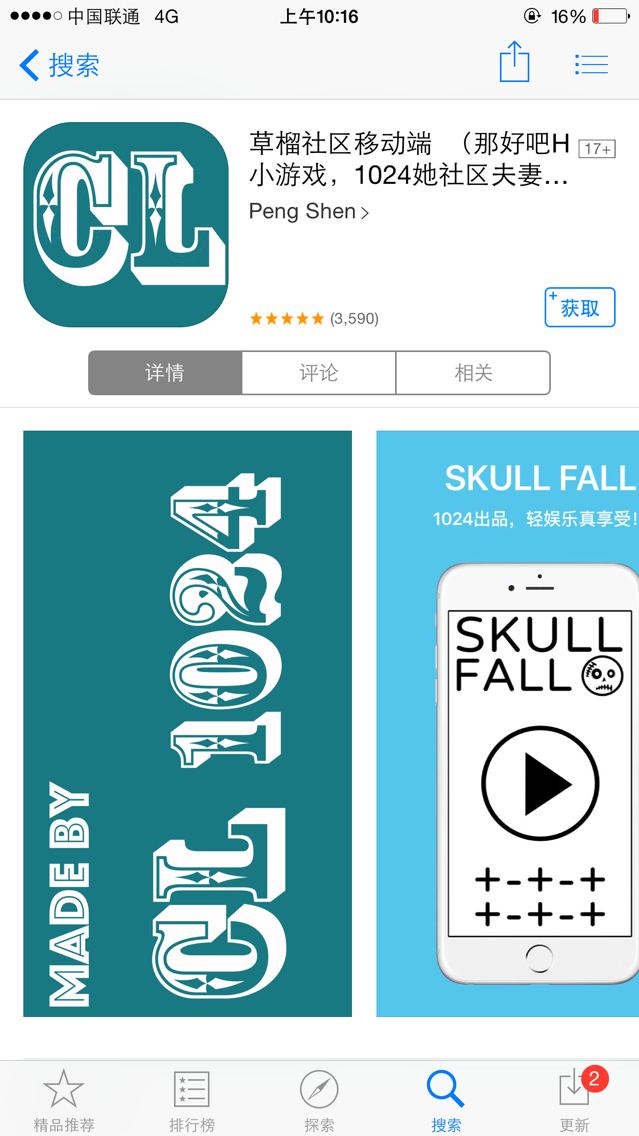 中国联通 4G 上午10:16 16%
搜索
CL
草榴社区移动端 （那好吧H
17+
小游戏，1024她社区夫妻...
Peng Shen
(3,590)
+获取
详情 评论 相关
MADE BY
CL 1024
SKULL FALL
1024出品，轻娱乐真享受!
SKULL
FALL
精品推荐 排行榜 探索 搜索 更新
2